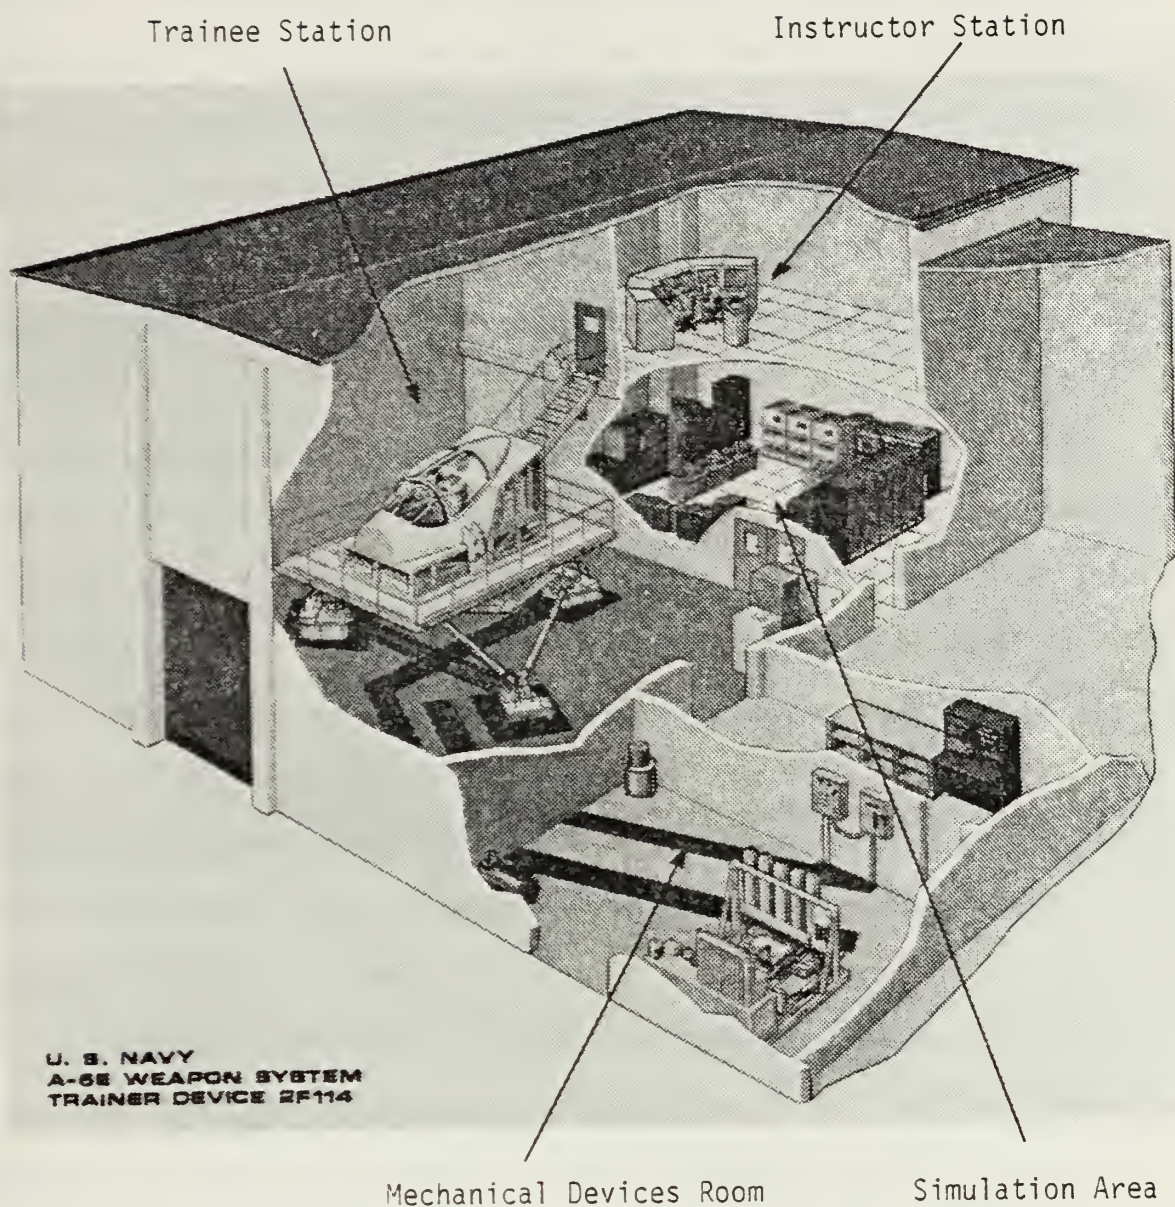 Trainee Station
Instructor Station
U. S. NAVY
A-6E WEAPON SYSTEM
TRAINER DEVICE 2F114
Mechanical Devices Room
Simulation Area